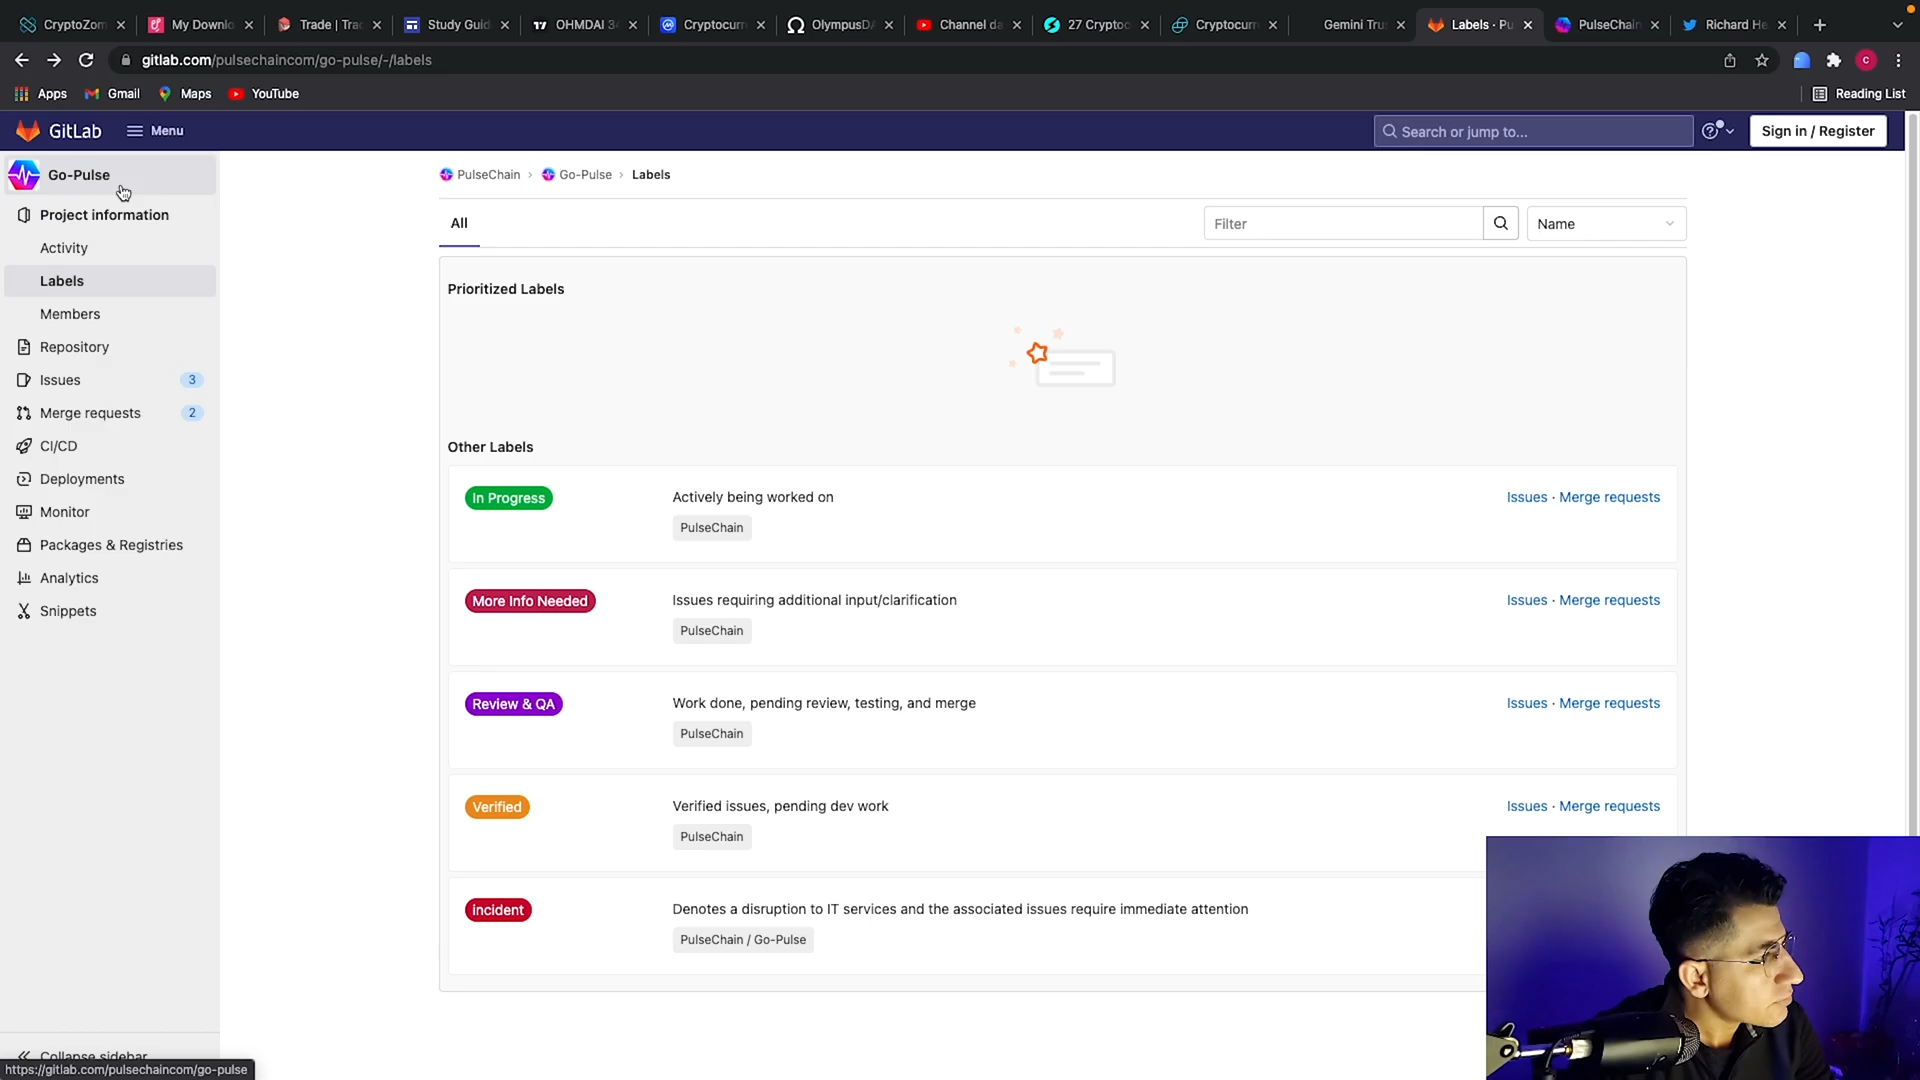 CryptoZom
My Downlo
Trade | Trad
Study Guid
OHMDAI 34
Cryptocurr
OlympusDA
Channel da
27 Cryptoc
Cryptocurr
Gemini Trus
Labels · Pu
PulseChain
Richard He
gitlab.com/pulsechaincom/go-pulse/-/labels
Apps
Gmail
Maps
YouTube
Reading List
GitLab
Menu
Search or jump to...
Sign in / Register
Go-Pulse
Project information
Activity
Labels
Members
Repository
Issues 3
Merge requests 2
CI/CD
Deployments
Monitor
Packages & Registries
Analytics
Snippets
Collapse sidebar
https://gitlab.com/pulsechaincom/go-pulse
PulseChain › Go-Pulse › Labels
All
Filter
Name
Prioritized Labels
Other Labels
In Progress
Actively being worked on
Issues · Merge requests
PulseChain
More Info Needed
Issues requiring additional input/clarification
Issues · Merge requests
PulseChain
Review & QA
Work done, pending review, testing, and merge
Issues · Merge requests
PulseChain
Verified
Verified issues, pending dev work
Issues · Merge requests
PulseChain
incident
Denotes a disruption to IT services and the associated issues require immediate attention
PulseChain / Go-Pulse